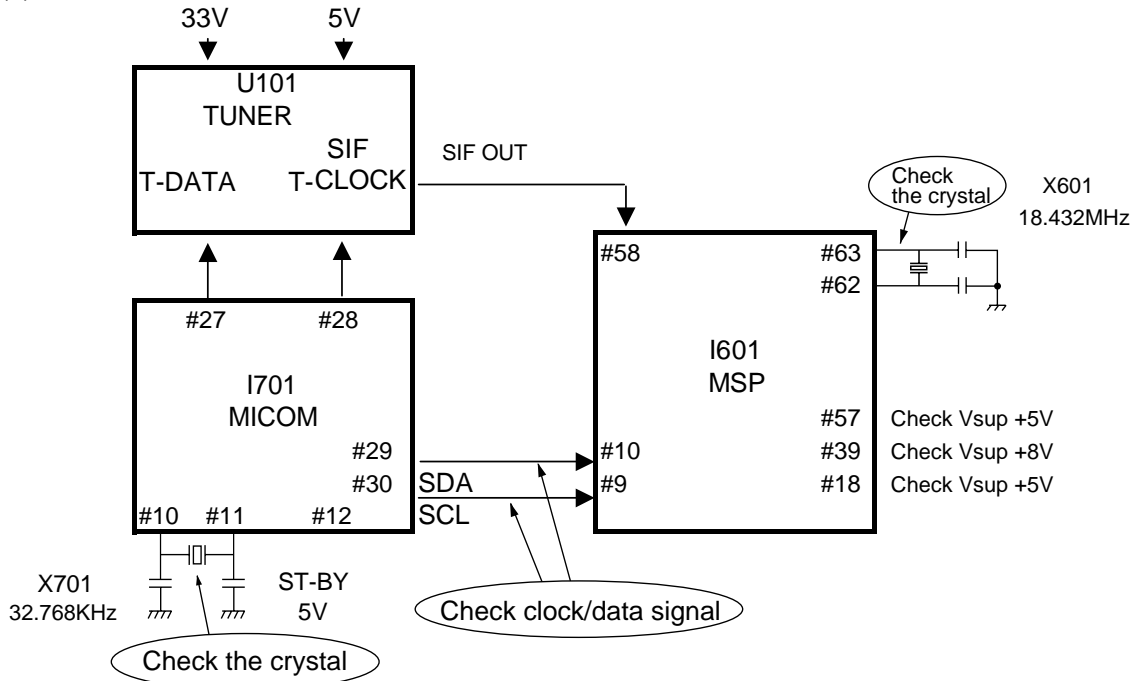 33V 5V
U101
TUNER
SIF
T-DATA T-CLOCK
SIF OUT
Check
the crystal
X601
18.432MHz
#58 #63
#62
#27 #28
I701
MICOM
I601
MSP
#57 Check Vsup +5V
#29 #10 #39 Check Vsup +8V
#30 SDA #9 #18 Check Vsup +5V
SCL
#10 #11 #12
X701
32.768KHz
ST-BY
5V
Check clock/data signal
Check the crystal